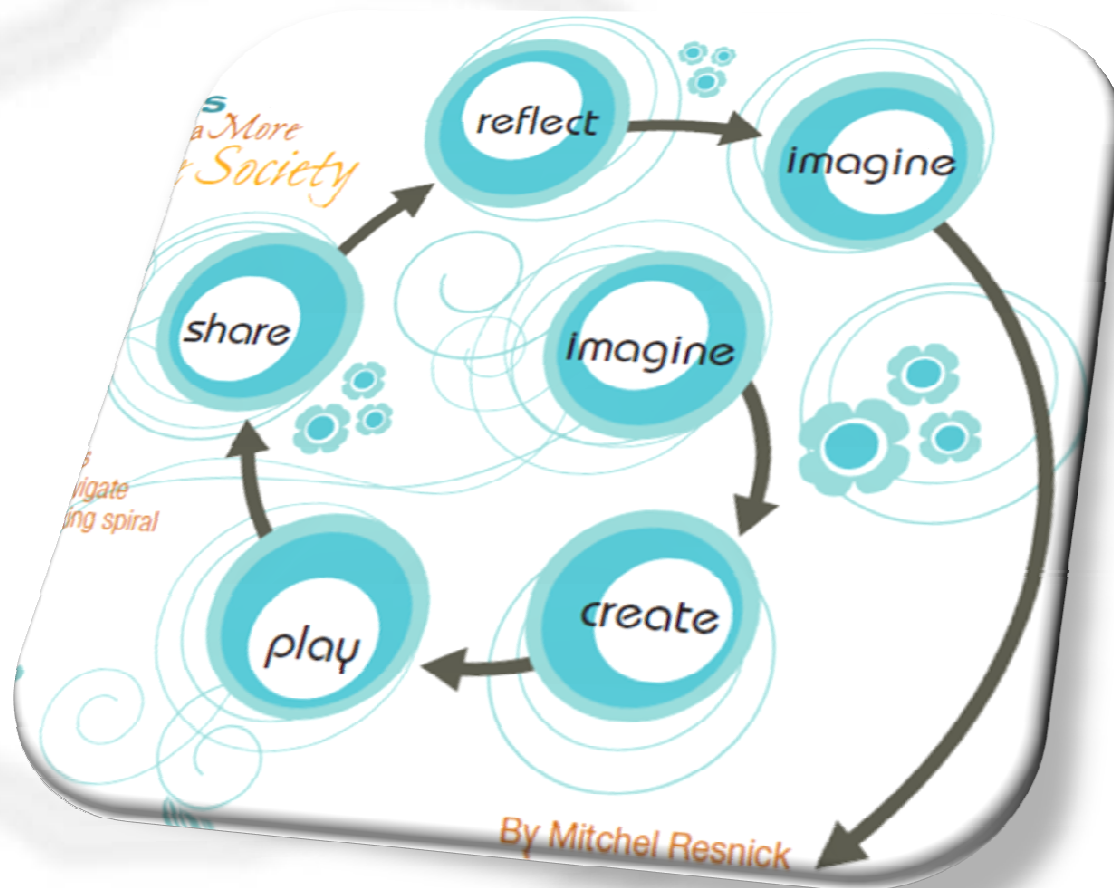 s
a More
Society
reflect
imagine
share
imagine
s
vigate
ing spiral
create
play
By Mitchel Resnick